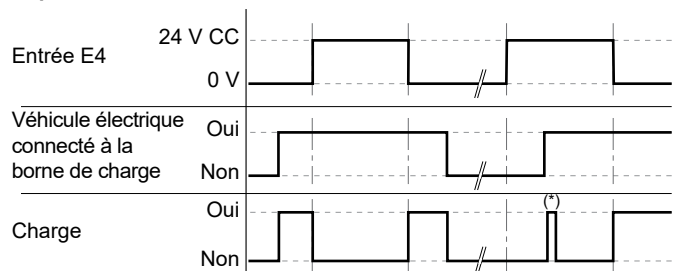 24 V CC
Entrée E4
0 V
Véhicule électrique
connecté à la
borne de charge
Oui
Non
(*)
Oui
Charge
Non